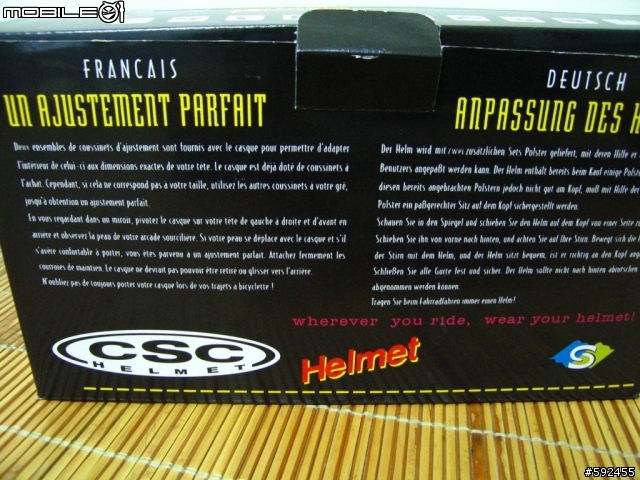 MOBILE01
FRANCAIS
UN AJUSTEMENT PARFAIT
Deux ensembles de coussinets d'ajustement sont fournis avec le casque pour permettre d'adapter
l'intérieur de celui-ci aux dimensions exactes de votre tête. Le casque est déjà doté de coussinets à
l'achat. Cependant, si cela ne correspond pas à votre taille, utilisez les autres coussinets à votre gré,
jusqu'à obtention un ajustement parfait.
En vous regardant dans un miroir, pivotez le casque sur votre tête de gauche à droite et d'avant en
arrière et observer la peau de votre arcade sourcilière. Si votre peau se déplace avec le casque et s'il
s'avère confortable à porter, vous êtes parvenu à un ajustement parfait. Attacher fermement les
courroies de maintien. Le casque ne devrait pas pouvoir être retiré ou glisser vers l'arrière.
N'oubliez pas de toujours porter votre casque lors de vos trajets a bicyclette !
DEUTSCH
ANPASSUNG DES H
Der Helm wird mit zwei zusätzlichen Sets Polster geliefert, mit deren Hilfe e
Benutzers angepaßt werden kann. Der Helm enthält bereits beim Kauf einige Polst
diesen bereits angebrachten Polstern jedoch nicht gut am Kopf, muß mit Hilfe der
Polster ein paßgerechter Sitz auf dem Kopf sichergestellt werden.
Schauen Sie in den Spiegel und schieben Sie den Helm auf dem Kopf von einer Seite zu
Schieben Sie ihn von vorne nach hinten, und achten Sie auf Ihre Stirn. Bewegt sich die
der Stirn mit dem Helm, und der Helm sitzt bequem, ist er richtig an den Kopf ang
Schließen Sie alle Gurte fest und sicher. Der Helm sollte nicht nach hinten
abgenommen werden können.
Tragen Sie beim Fahrradfahren immer einen Helm!
wherever you ride, wear your helmet!
CSC
HELMET
Helmet
S
#592455